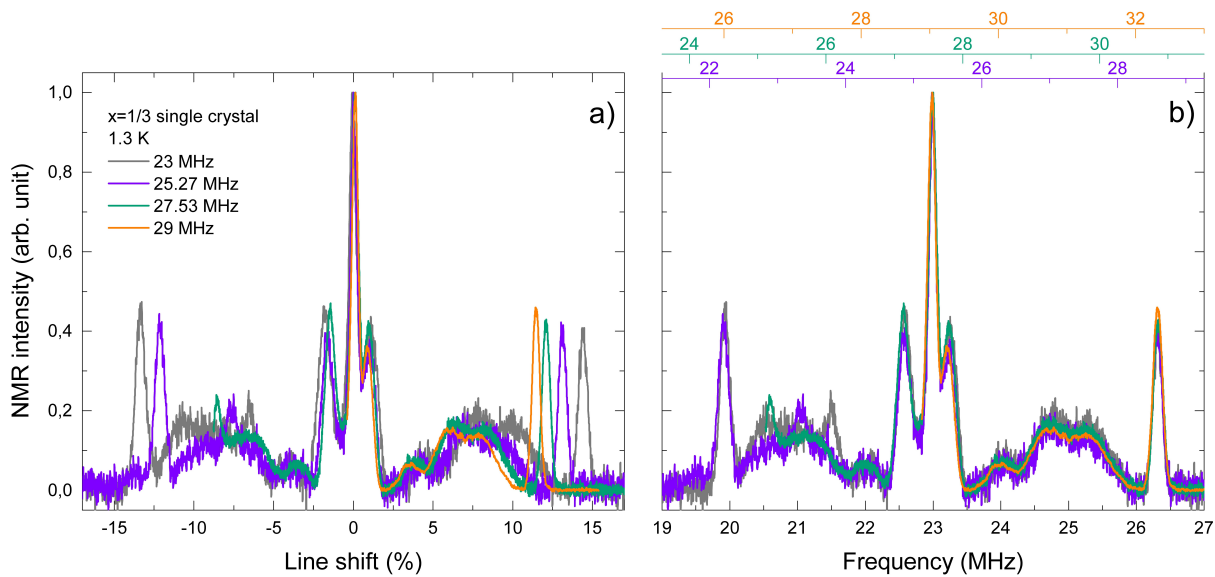 26 28 30 32
24 26 28 30
22 24 26 28
1,0
0,8
0,6
0,4
0,2
0,0
NMR intensity (arb. unit)
x=1/3 single crystal
1.3 K
23 MHz
25.27 MHz
27.53 MHz
29 MHz
a)
b)
-15 -10 -5 0 5 10 15
19 20 21 22 23 24 25 26 27
Line shift (%)
Frequency (MHz)